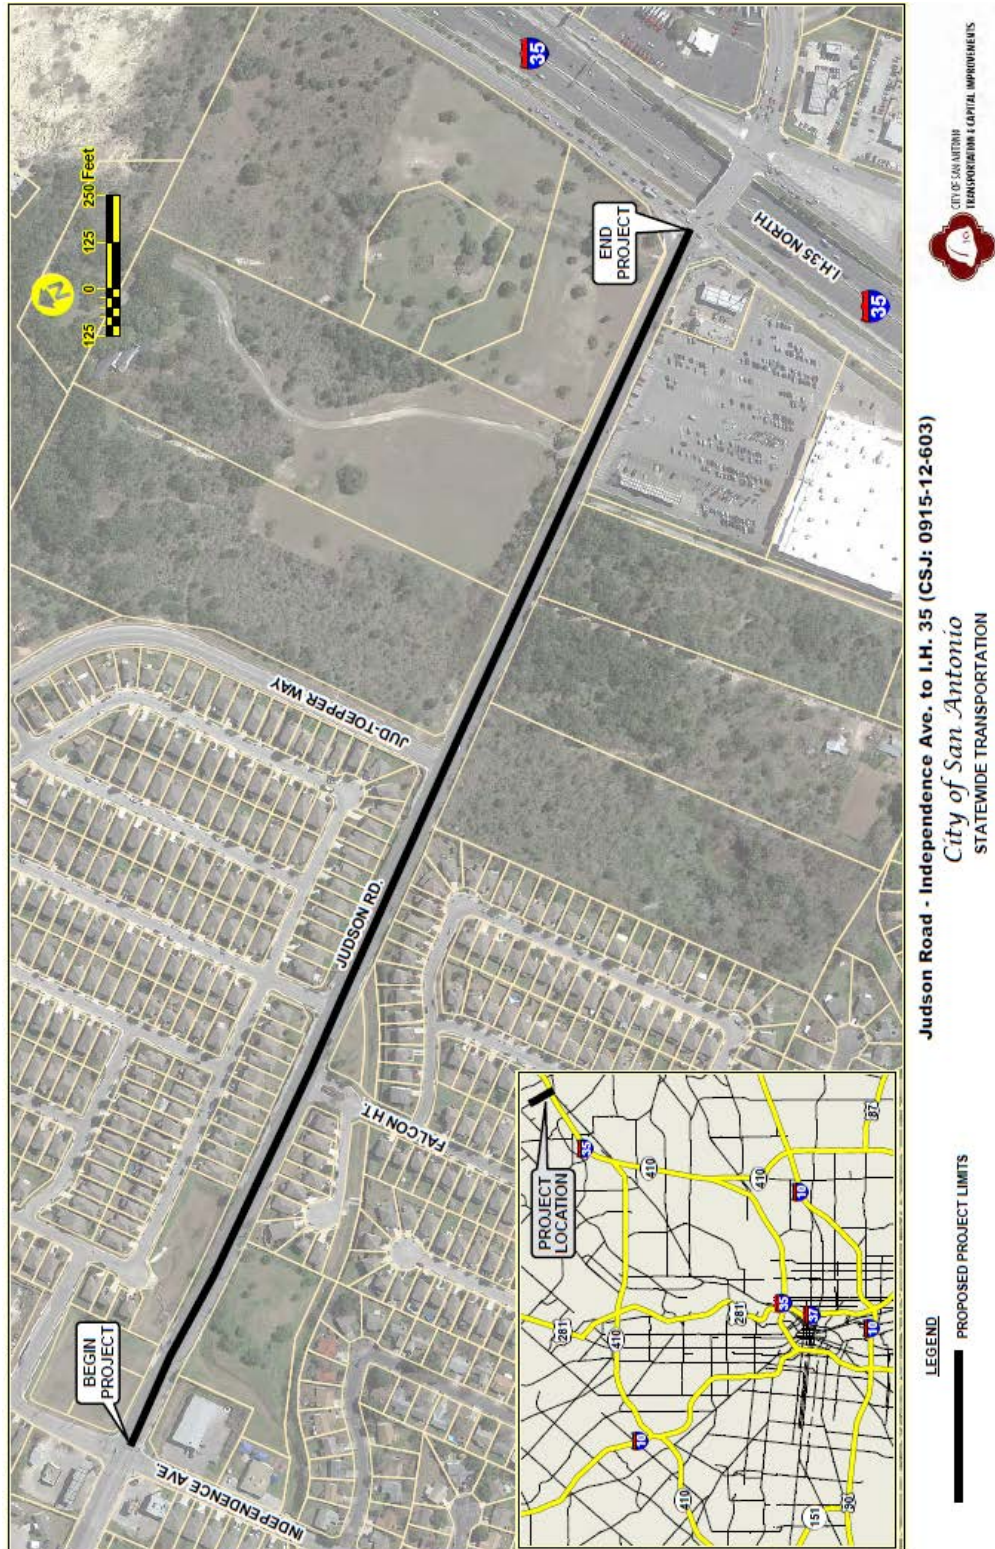 125 0 125 250 Feet
N
35
BEGIN
PROJECT
INDEPENDENCE AVE.
JUDSON RD.
FALCON HT.
JUD-TOEPPER WAY
END
PROJECT
I.H.35 NORTH
35
PROJECT
LOCATION
35
410
281
410
10
410
281
410
35
37
10
10
87
151
90
LEGEND
PROPOSED PROJECT LIMITS
Judson Road - Independence Ave. to I.H. 35 (CSJ: 0915-12-603)
City of San Antonio
STATEWIDE TRANSPORTATION
CITY OF SAN ANTONIO
TRANSPORTATION & CAPITAL IMPROVEMENTS